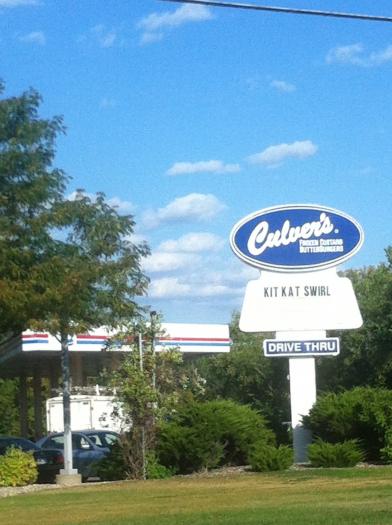 Culver's
FROZEN CUSTARD
BUTTERBURGERS
KIT KAT SWIRL
DRIVE THRU